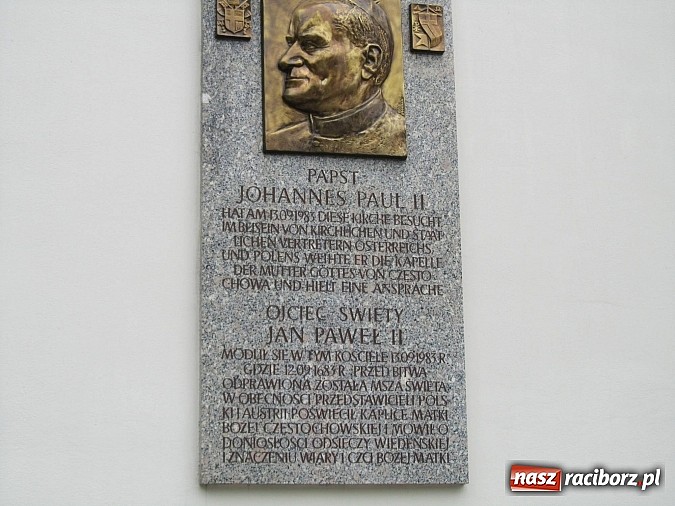 PAPST
JOHANNES PAUL II
HAT AM 13.09.1983 DIESE KIRCHE BESUCHT
IM BEISEIN VON KIRCHLICHEN UND STAAT
LICHEN VERTRETERN ÖSTERREICHS
UND POLENS WEIHTE ER DIE KAPELLE
DER MUTTER GOTTES VON CZĘSTO-
CHOWA UND HIELT EINE ANSPRACHE
OJCIEC ŚWIĘTY
JAN PAWEŁ II
MODLIŁ SIĘ W TYM KOŚCIELE 13.09.1983 R.
GDZIE 12.09.1683 R. PRZED BITWĄ
ODPRAWIONA ZOSTAŁA MSZA ŚWIĘTA.
W OBECNOŚCI PRZEDSTAWICIELI POLS-
KI I AUSTRII POŚWIĘCIŁ KAPLICĘ MATKI
BOŻEJ CZĘSTOCHOWSKIEJ I MÓWIŁ O
DONIOSŁOŚCI ODSIECZY WIEDEŃSKIEJ
I ZNACZENIU WIARY I CZCI BOŻEJ MATKI
nasz raciborz.pl